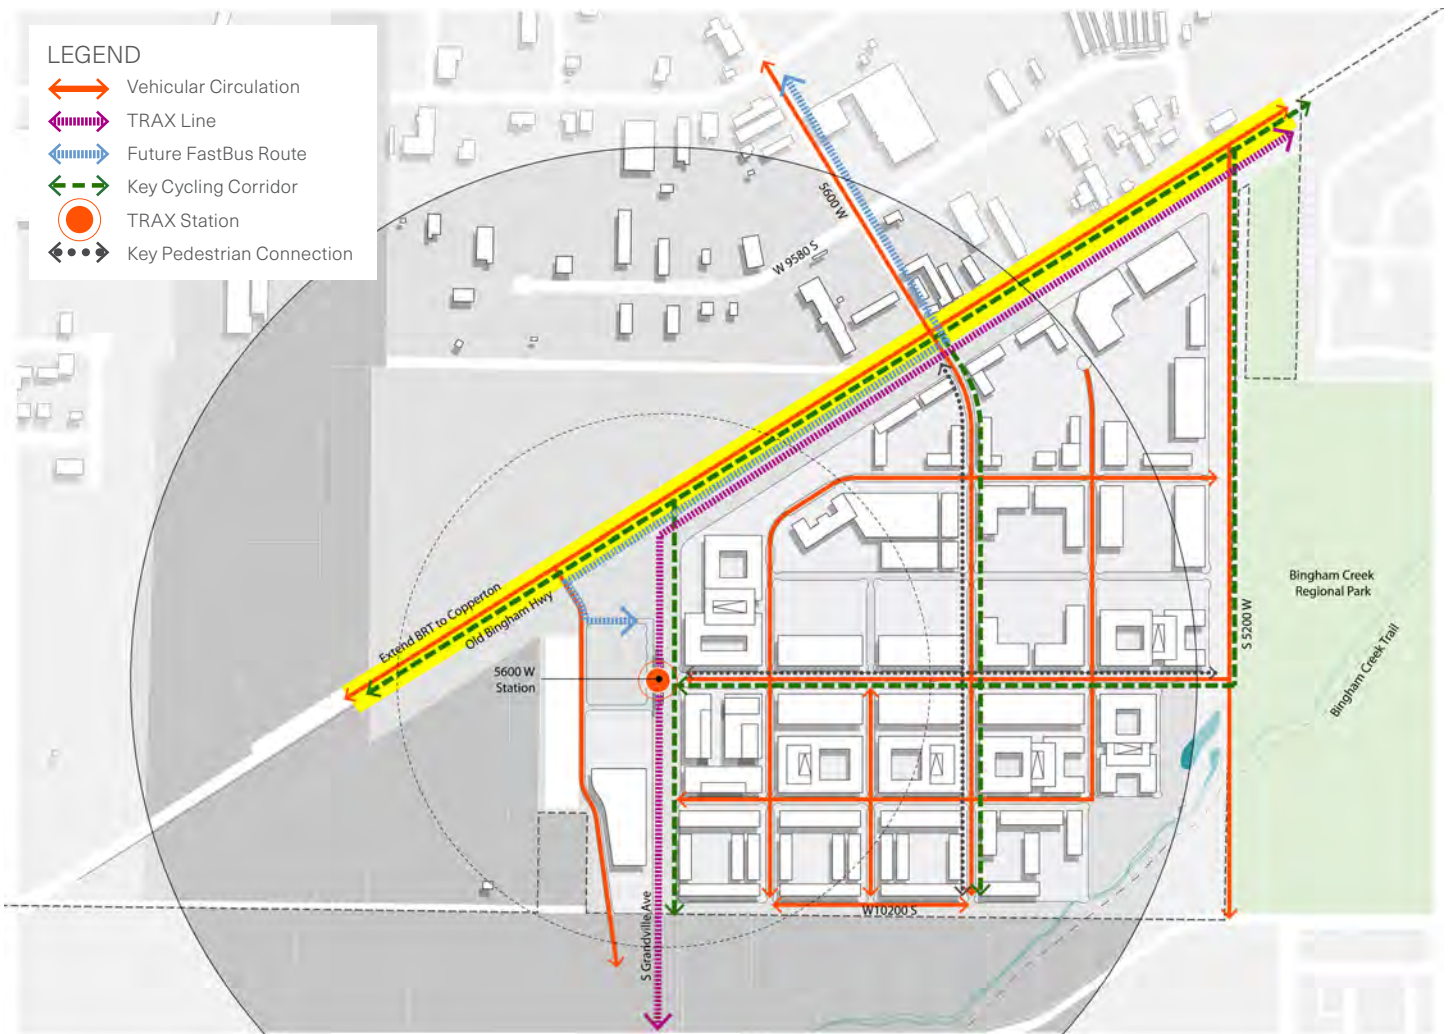 LEGEND
Vehicular Circulation
TRAX Line
Future FastBus Route
Key Cycling Corridor
TRAX Station
Key Pedestrian Connection
5600 W
W 9580 S
Extend BRT to Copperton
Old Bingham Hwy
5600 W
Station
Bingham Creek
Regional Park
S 5200 W
Bingham Creek Trail
W10200 S
S Grandville Ave